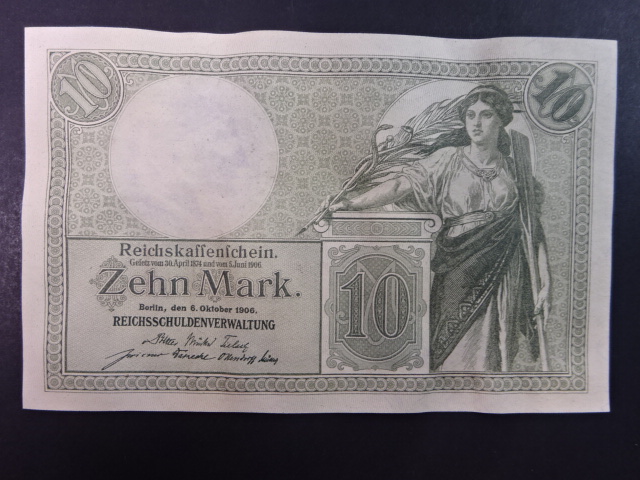 10
10
Reichskassenschein.
Gesetz vom 30. April 1874 und vom 5. Juni 1906.
Zehn Mark.
Berlin, den 6. Oktober 1906.
REICHSSCHULDENVERWALTUNG
10